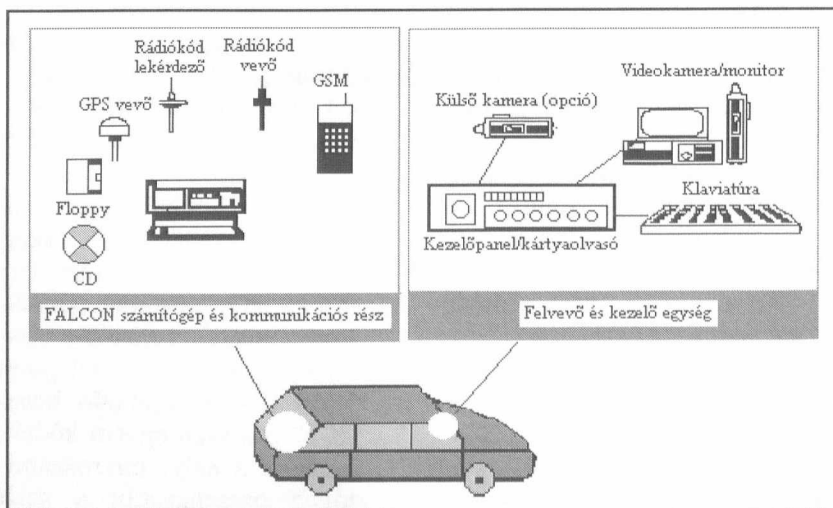 Rádiókód
lekérdező
Rádiókód
vevő
GSM
GPS vevő
Floppy
CD
FALCON számítógép és kommunikációs rész
Videokamera/monitor
Külső kamera (opció)
Klaviatúra
Kezelőpanel/kártyaolvasó
Felvevő és kezelő egység